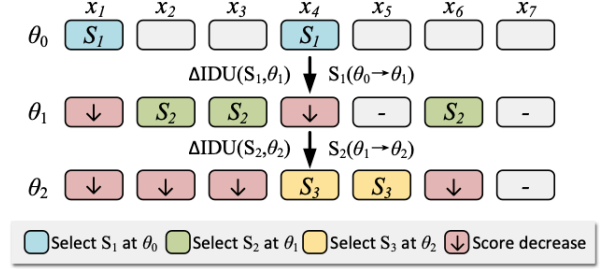 x1 x2 x3 x4 x5 x6 x7
θ0 S1 S1
ΔIDU(S1,θ1) S1(θ0→θ1)
θ1 ↓ S2 S2 ↓ - S2 -
ΔIDU(S2,θ2) S2(θ1→θ2)
θ2 ↓ ↓ ↓ S3 S3 ↓ -
Select S1 at θ0 Select S2 at θ1 Select S3 at θ2 ↓ Score decrease